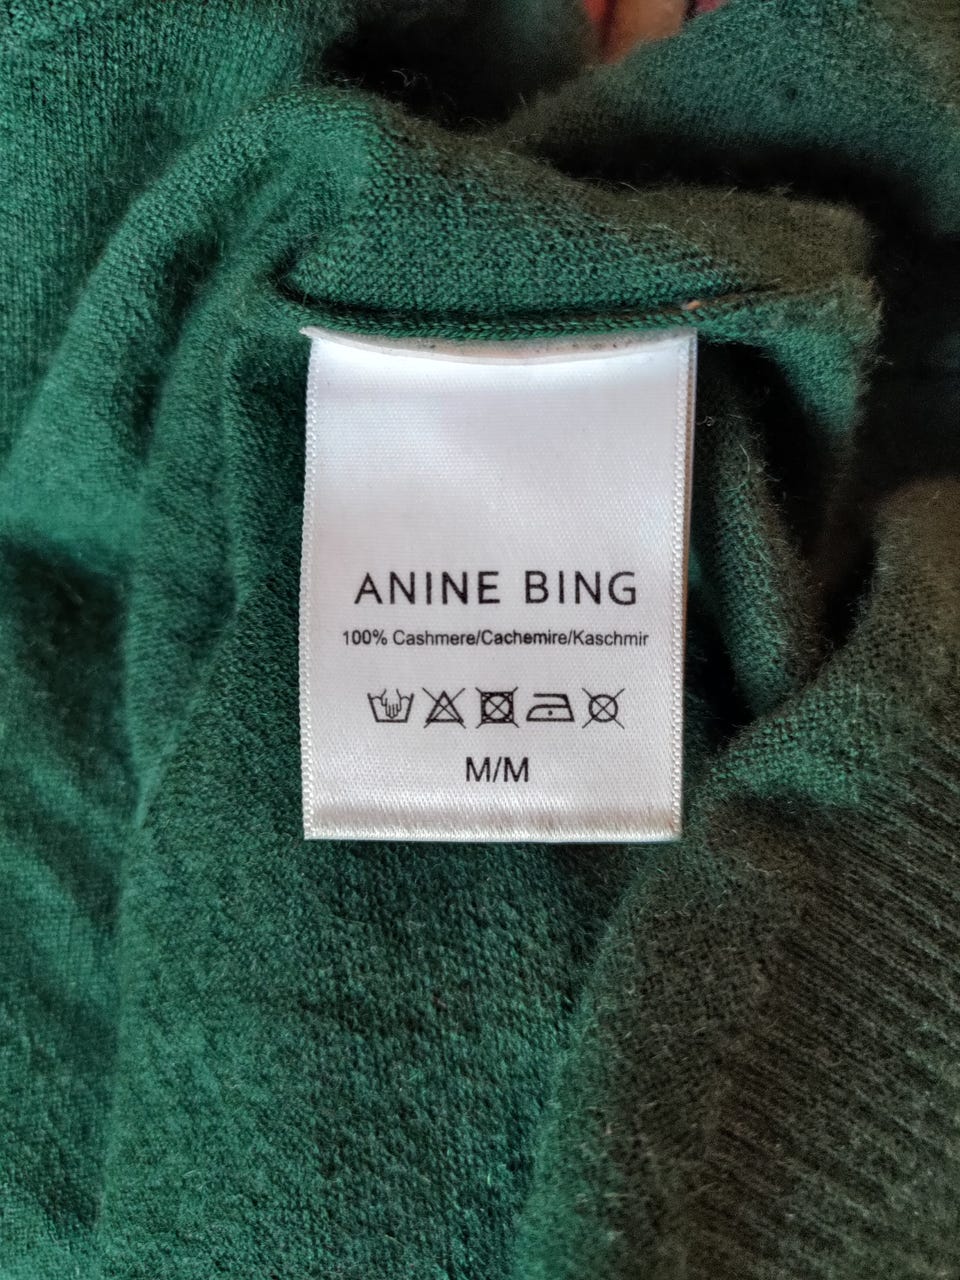 ANINE BING
100% Cashmere/Cachemire/Kaschmir
M/M